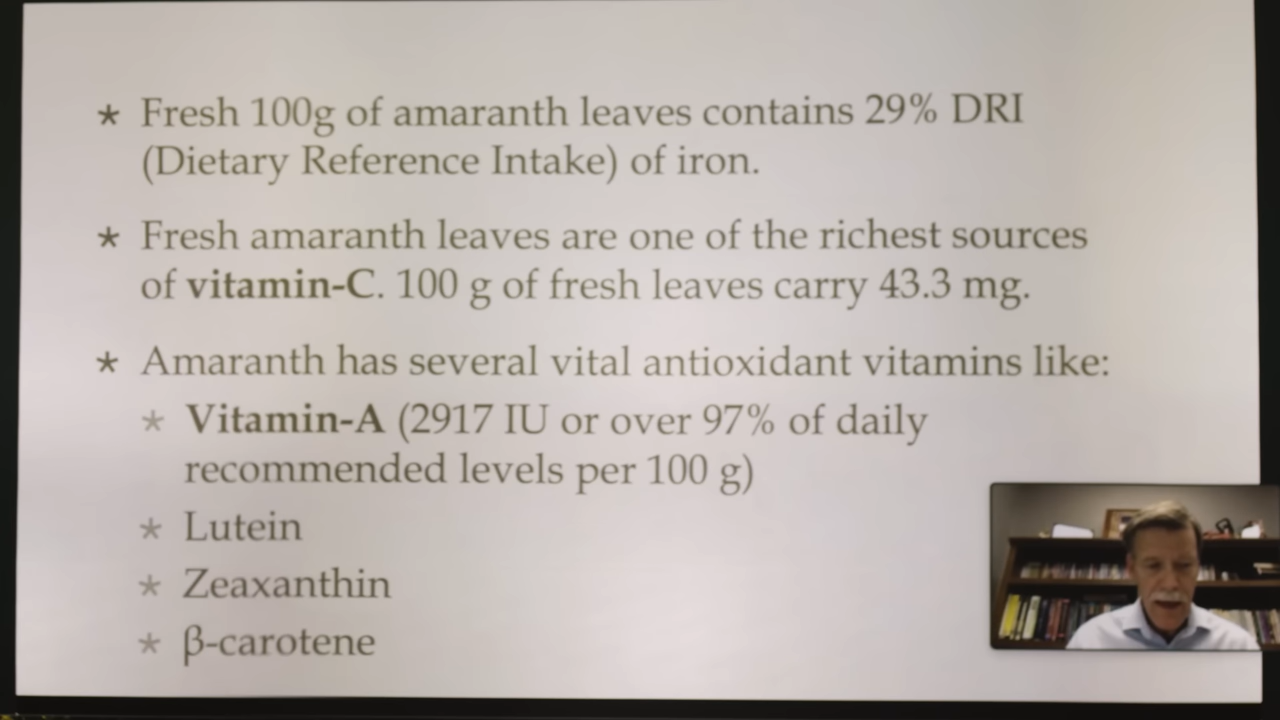 * Fresh 100g of amaranth leaves contains 29% DRI
(Dietary Reference Intake) of iron.
* Fresh amaranth leaves are one of the richest sources
of vitamin-C. 100 g of fresh leaves carry 43.3 mg.
* Amaranth has several vital antioxidant vitamins like:
* Vitamin-A (2917 IU or over 97% of daily
recommended levels per 100 g)
* Lutein
* Zeaxanthin
* β-carotene